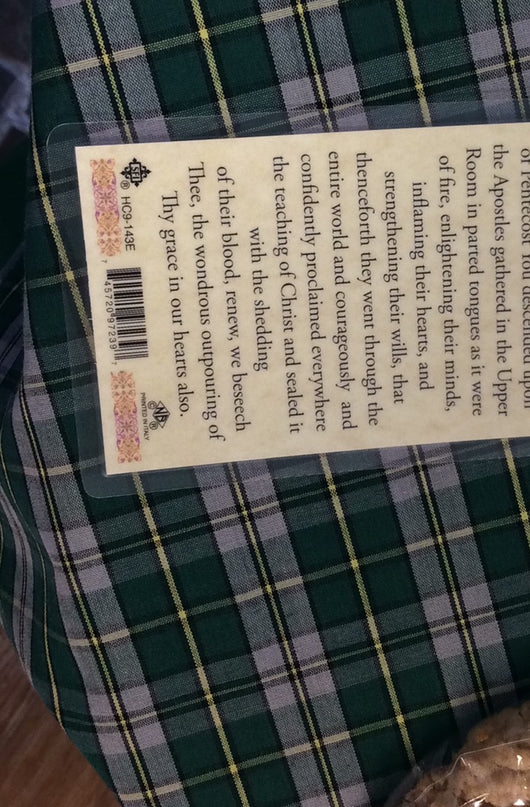 of Pentecost
the Apostles gathered in the Upper
Room in parted tongues as it were
of fire, enlightening their minds,
inflaming their hearts, and
strengthening their wills, that
thenceforth they went through the
entire world and courageously and
confidently proclaimed everywhere
the teaching of Christ and sealed it
with the shedding
of their blood, renew, we beseech
Thee, the wondrous outpouring of
Thy grace in our hearts also.
® HC9-143E
® PRINTED IN ITALY